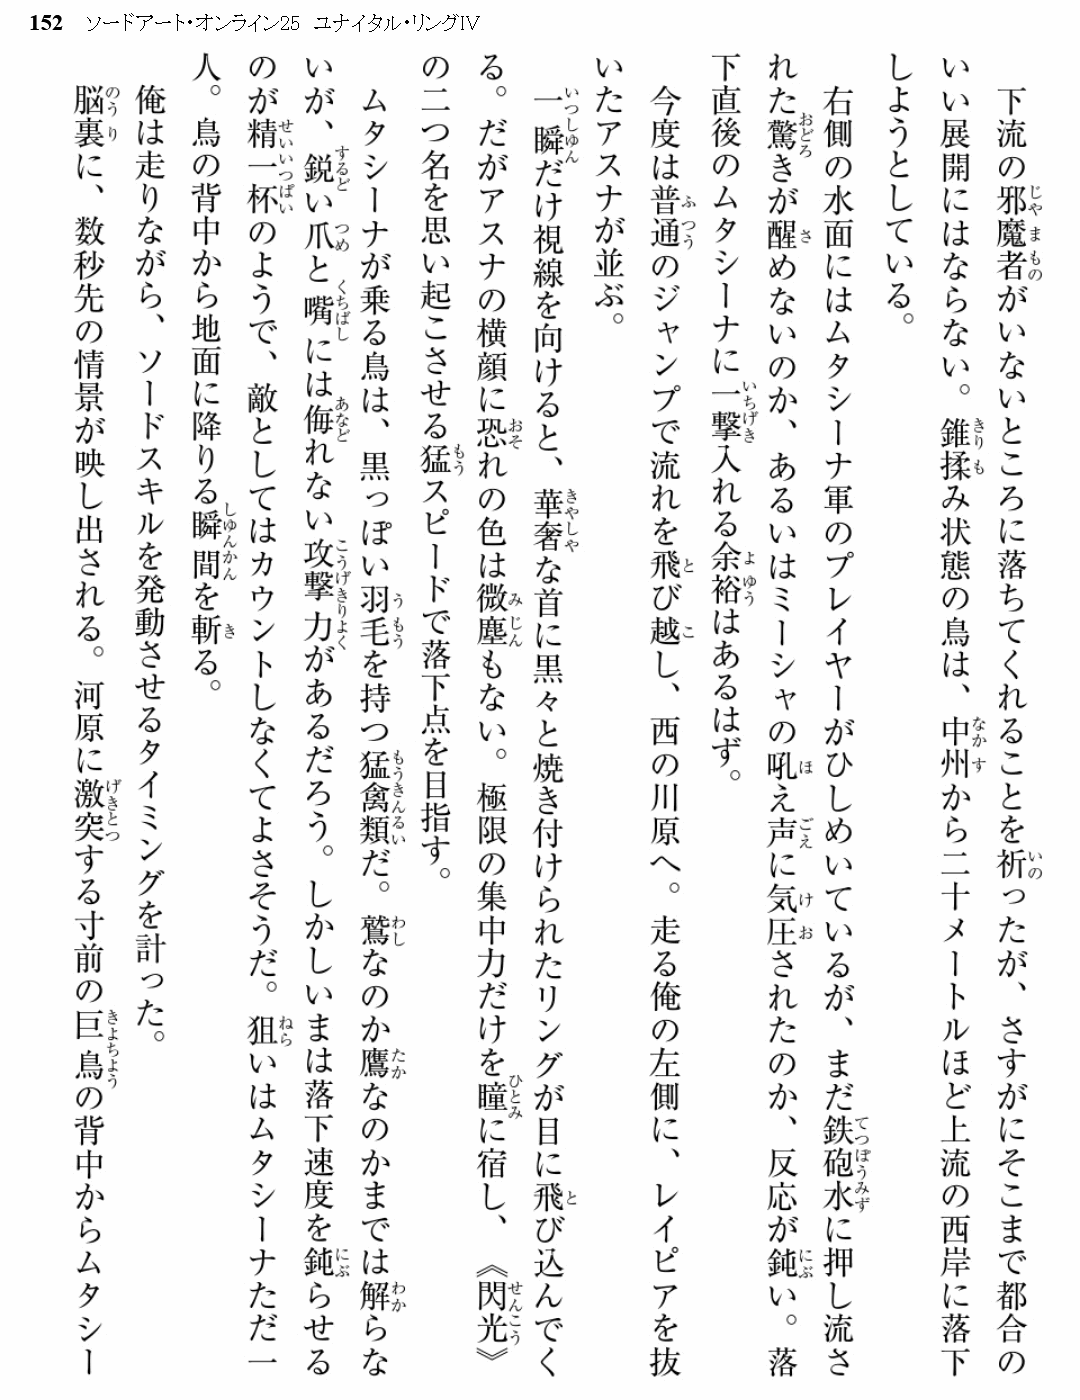 152 ソードアート・オンライン25 ユナイタル・リングⅣ
下流の邪魔者がいないところに落ちてくれることを祈ったが、さすがにそこまで都合の
いい展開にはならない。錐揉み状態の鳥は、中州から二十メートルほど上流の西岸に落下
しようとしている。
右側の水面にはムタシーナ軍のプレイヤーがひしめいているが、まだ鉄砲水に押し流さ
れた驚きが醒めないのか、あるいはミーシャの吼え声に気圧されたのか、反応が鈍い。落
下直後のムタシーナに一撃入れる余裕はあるはず。
今度は普通のジャンプで流れを飛び越し、西の川原へ。走る俺の左側に、レイピアを抜
いたアスナが並ぶ。
一瞬だけ視線を向けると、華奢な首に黒々と焼き付けられたリングが目に飛び込んでく
る。だがアスナの横顔に恐れの色は微塵もない。極限の集中力だけを瞳に宿し、《閃光》
の二つ名を思い起こさせる猛スピードで落下点を目指す。
ムタシーナが乗る鳥は、黒っぽい羽毛を持つ猛禽類だ。鷲なのか鷹なのかまでは解らな
いが、鋭い爪と嘴には侮れない攻撃力があるだろう。しかしいまは落下速度を鈍らせる
のが精一杯のようで、敵としてはカウントしなくてよさそうだ。狙いはムタシーナただ一
人。鳥の背中から地面に降りる瞬間を斬る。
俺は走りながら、ソードスキルを発動させるタイミングを計った。
脳裏に、数秒先の情景が映し出される。河原に激突する寸前の巨鳥の背中からムタシー